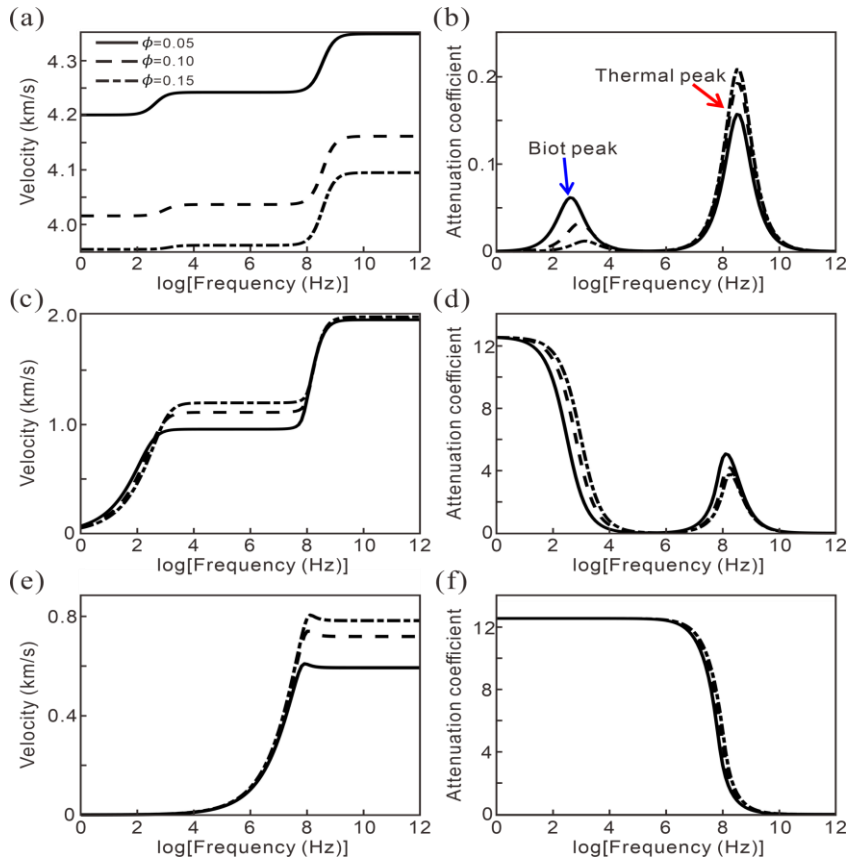 (a)
Velocity (km/s)
4.3
4.2
4.1
4.0
ϕ=0.05
ϕ=0.10
ϕ=0.15
0 2 4 6 8 10 12
log[Frequency (Hz)]
(b)
Attenuation coefficient
0.2
0.1
0
Thermal peak
Biot peak
0 2 4 6 8 10 12
log[Frequency (Hz)]
(c)
Velocity (km/s)
2.0
1.0
0
0 2 4 6 8 10 12
log[Frequency (Hz)]
(d)
Attenuation coefficient
12
8
4
0
0 2 4 6 8 10 12
log[Frequency (Hz)]
(e)
Velocity (km/s)
0.8
0.4
0
0 2 4 6 8 10 12
log[Frequency (Hz)]
(f)
Attenuation coefficient
12
8
4
0
0 2 4 6 8 10 12
log[Frequency (Hz)]